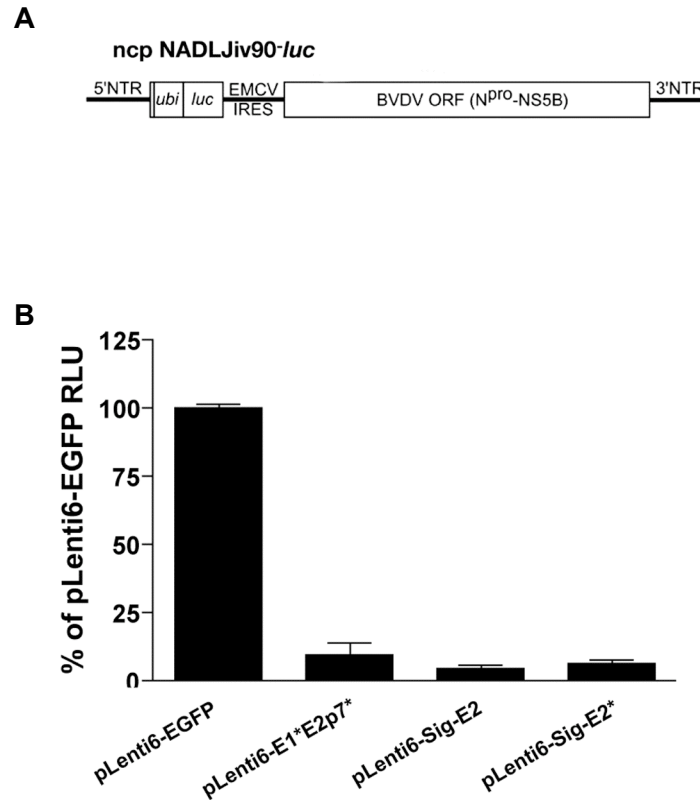 A
ncp NADLJiv90-luc
5'NTR
ubi
luc
EMCV
IRES
BVDV ORF (Npro-NS5B)
3'NTR
B
% of pLenti6-EGFP RLU
125
100
75
50
25
0
pLenti6-EGFP
pLenti6-E1*E2p7*
pLenti6-Sig-E2
pLenti6-Sig-E2*